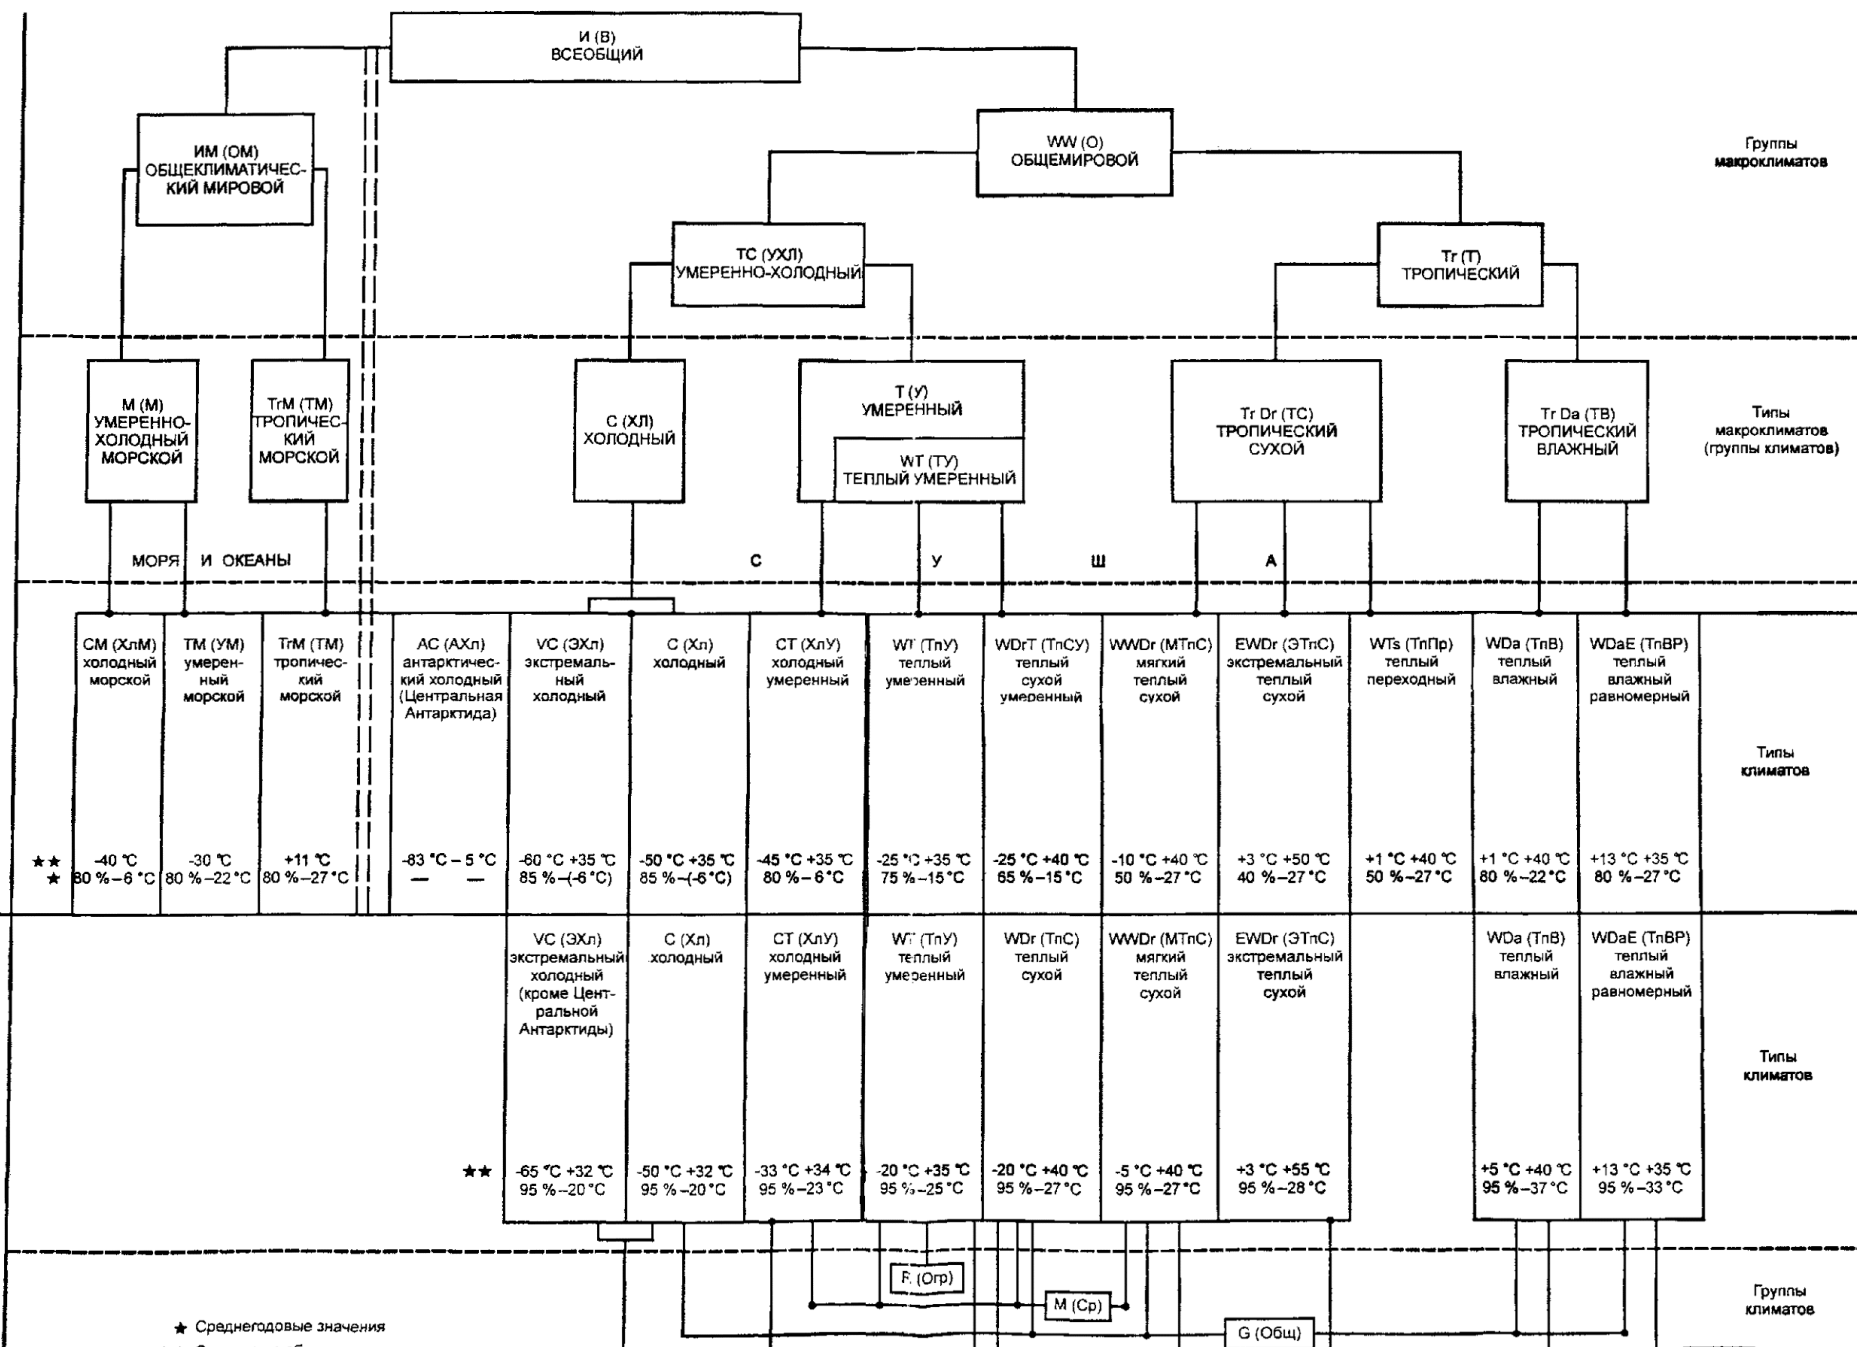 И (В)
ВСЕОБЩИЙ
ИМ (ОМ)
ОБЩЕКЛИМАТИЧЕС-
КИЙ МИРОВОЙ
WW (О)
ОБЩЕМИРОВОЙ
Группы
макроклиматов
ТС (УХЛ)
УМЕРЕННО-ХОЛОДНЫЙ
Tr (Т)
ТРОПИЧЕСКИЙ
М (М)
УМЕРЕННО-
ХОЛОДНЫЙ
МОРСКОЙ
TrM (ТМ)
ТРОПИЧЕС-
КИЙ
МОРСКОЙ
С (ХЛ)
ХОЛОДНЫЙ
Т (У)
УМЕРЕННЫЙ
WT (ТУ)
ТЕПЛЫЙ УМЕРЕННЫЙ
Tr Dr (ТС)
ТРОПИЧЕСКИЙ
СУХОЙ
Tr Da (ТВ)
ТРОПИЧЕСКИЙ
ВЛАЖНЫЙ
Типы
макроклиматов
(группы климатов)
МОРЯ И ОКЕАНЫ
С У Ш А
СМ (ХлМ)
холодный
морской
ТМ (УМ)
умерен-
ный
морской
TrM (ТМ)
тропичес-
кий
морской
АС (АХл)
антарктичес-
кий холодный
(Центральная
Антарктида)
VC (ЭХл)
экстремаль-
ный
холодный
С (Хл)
холодный
СТ (ХлУ)
холодный
умеренный
WT (ТпУ)
теплый
умеренный
WDrT (ТпСУ)
теплый
сухой
умеренный
WWDr (МТпС)
мягкий
теплый
сухой
EWDr (ЭТпС)
экстремальный
теплый
сухой
WTs (ТпПр)
теплый
переходный
WDa (ТпВ)
теплый
влажный
WDaE (ТпВР)
теплый
влажный
равномерный
Типы
климатов
★★ -40 °С -30 °С +11 °С -83 °С – 5 °С -60 °С +35 °С -50 °С +35 °С -45 °С +35 °С -25 °С +35 °С -25 °С +40 °С -10 °С +40 °С +3 °С +50 °С +1 °С +40 °С +1 °С +40 °С +13 °С +35 °С
★ 80 %–6 °С 80 %–22 °С 80 %–27 °С — — 85 %–(-6 °С) 85 %–(-6 °С) 80 %–6 °С 75 %–15 °С 65 %–15 °С 50 %–27 °С 40 %–27 °С 50 %–27 °С 80 %–22 °С 80 %–27 °С
VC (ЭХл)
экстремальный
холодный
(кроме Цент-
ральной
Антарктиды)
С (Хл)
холодный
СТ (ХлУ)
холодный
умеренный
WT (ТпУ)
теплый
умеренный
WDr (ТпС)
теплый
сухой
WWDr (МТпС)
мягкий
теплый
сухой
EWDr (ЭТпС)
экстремальный
теплый
сухой
WDa (ТпВ)
теплый
влажный
WDaE (ТпВР)
теплый
влажный
равномерный
Типы
климатов
★★ -65 °С +32 °С -50 °С +32 °С -33 °С +34 °С -20 °С +35 °С -20 °С +40 °С -5 °С +40 °С +3 °С +55 °С +5 °С +40 °С +13 °С +35 °С
95 %–20 °С 95 %–20 °С 95 %–23 °С 95 %–25 °С 95 %–27 °С 95 %–27 °С 95 %–28 °С 95 %–37 °С 95 %–33 °С
R (Огр)
М (Ср)
G (Общ)
Группы
климатов
★ Среднегодовые значения